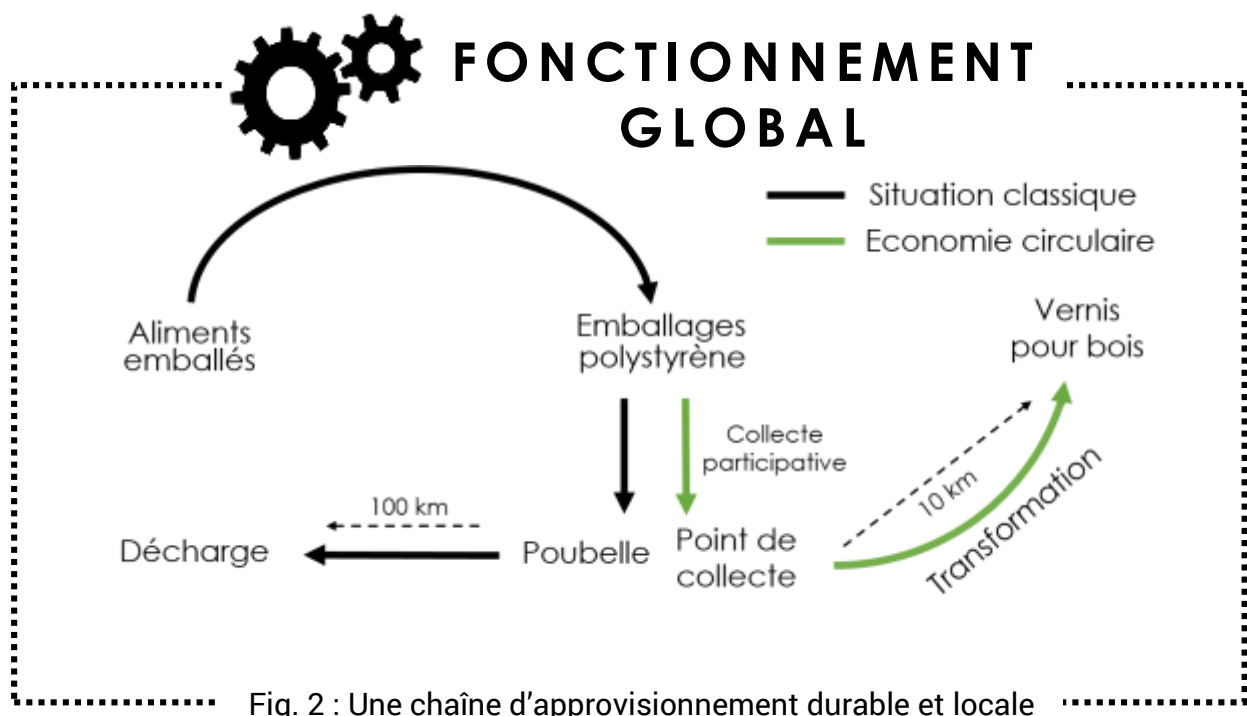 FONCTIONNEMENT
GLOBAL
Situation classique
Economie circulaire
Aliments
emballés
Emballages
polystyrène
Vernis
pour bois
Collecte
participative
10 km
Transformation
100 km
Décharge
Poubelle
Point de
collecte
Fig. 2 : Une chaîne d’approvisionnement durable et locale